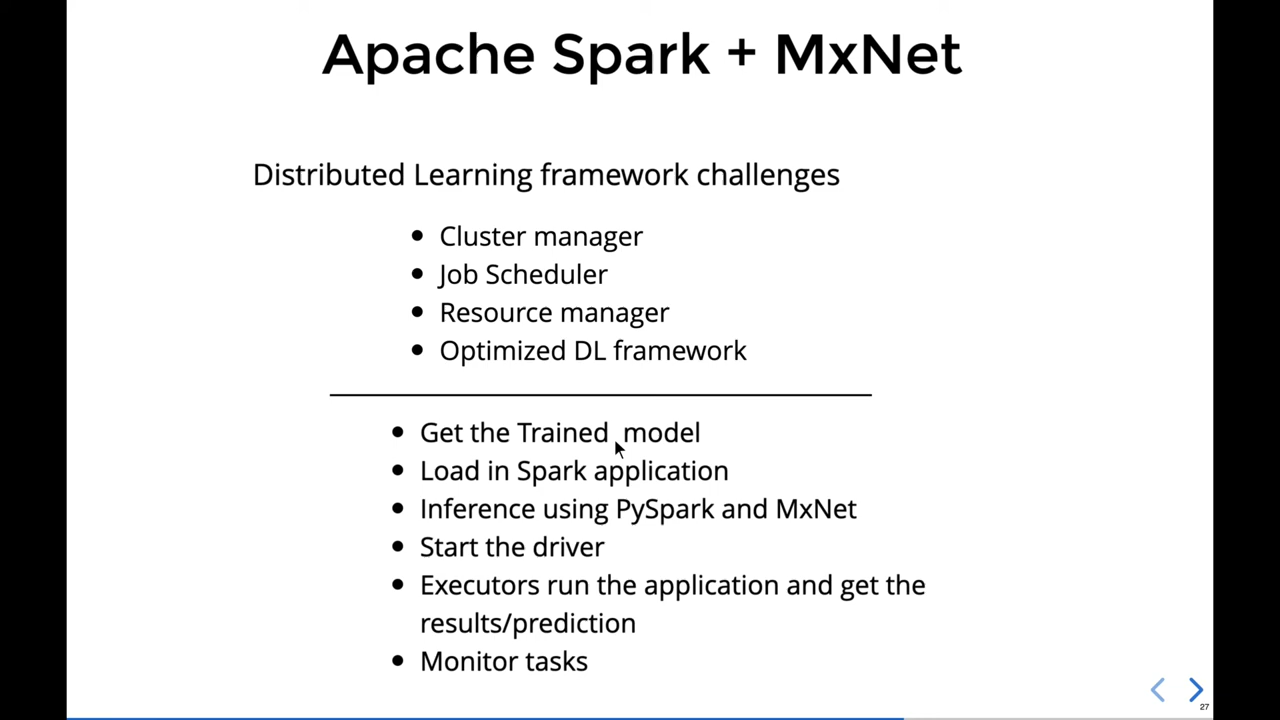 Apache Spark + MxNet
Distributed Learning framework challenges
• Cluster manager
• Job Scheduler
• Resource manager
• Optimized DL framework
• Get the Trained model
• Load in Spark application
• Inference using PySpark and MxNet
• Start the driver
• Executors run the application and get the
results/prediction
• Monitor tasks
27